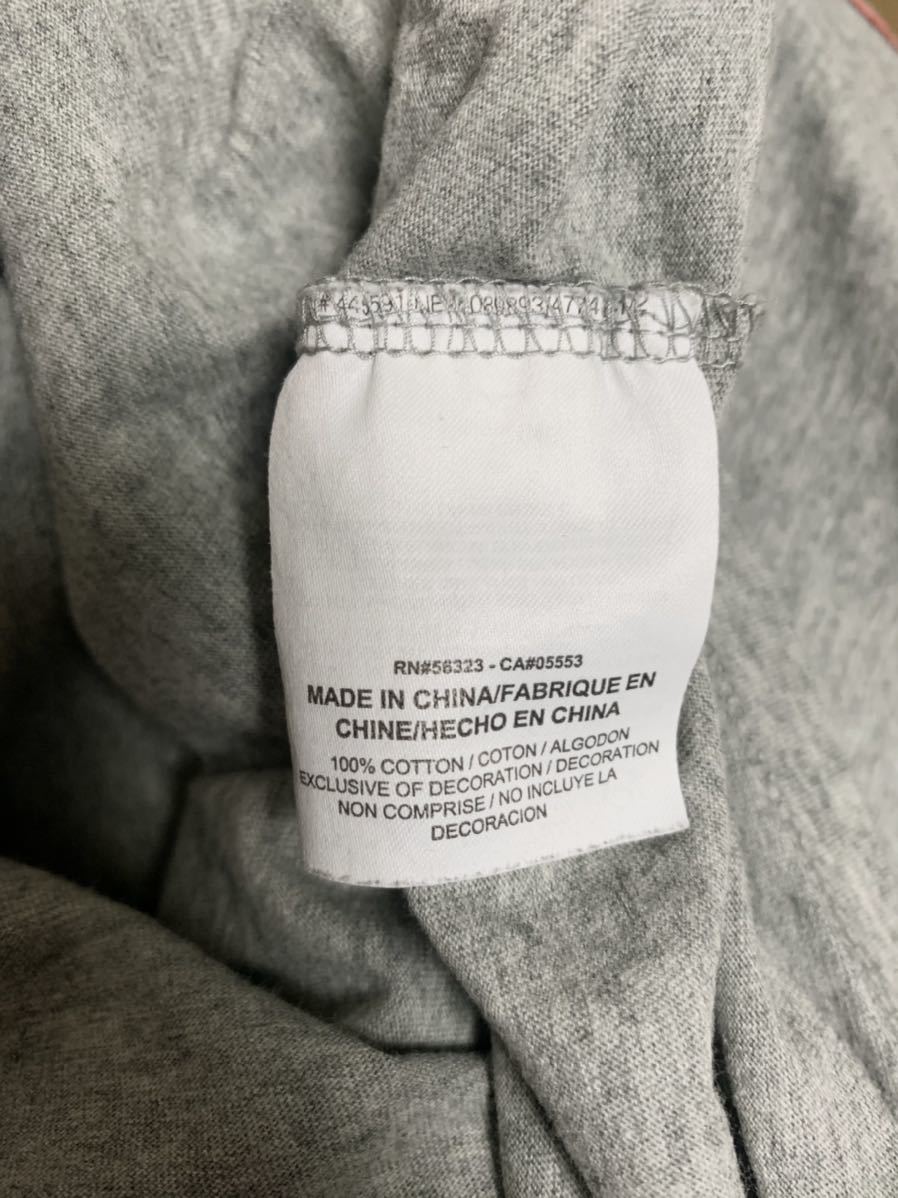 RN#56323 - CA#05553
MADE IN CHINA/FABRIQUE EN
CHINE/HECHO EN CHINA
100% COTTON / COTON / ALGODON
EXCLUSIVE OF DECORATION / DECORATION
NON COMPRISE / NO INCLUYE LA
DECORACION